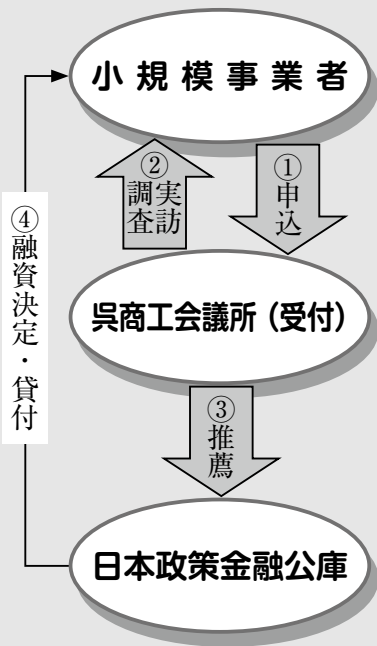 小規模事業者
①申込
②実訪
調査
呉商工会議所（受付）
③推薦
④融資決定・貸付
日本政策金融公庫